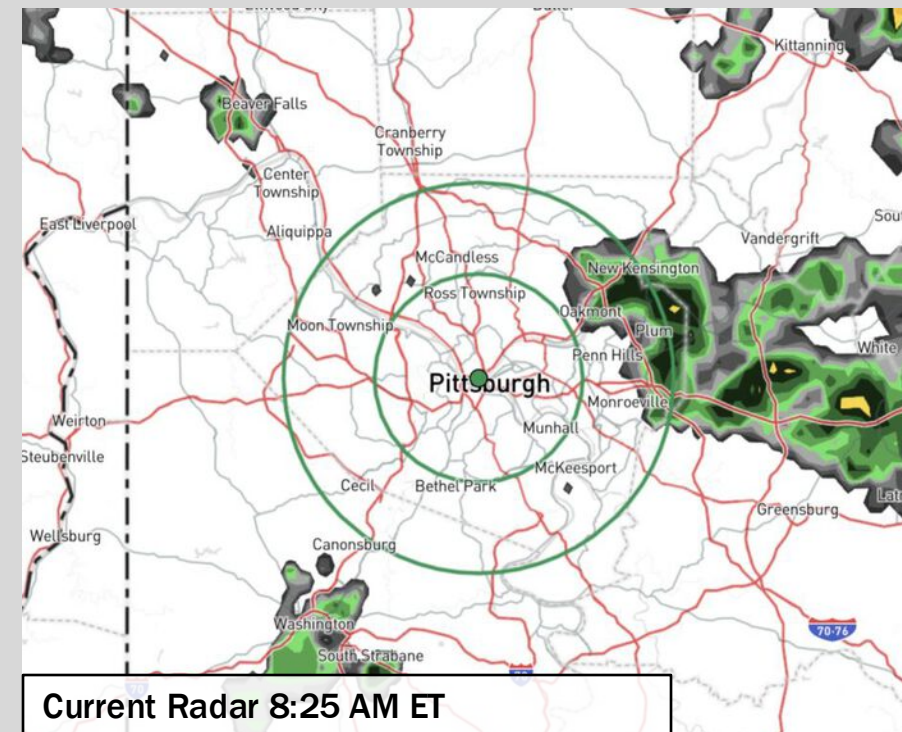 Kittanning
Beaver Falls
Cranberry
Township
Center
Township
East Liverpool
Aliquippa
Vandergrift
McCandless
New Kensington
Ross Township
Oakmont
Moon Township
Plum
White
Penn Hills
Pittsburgh
Monroeville
Weirton
Munhall
Steubenville
McKeesport
Cecil
Bethel Park
Greensburg
Wellsburg
Canonsburg
Washington
70-76
South Strabane
Current Radar 8:25 AM ET